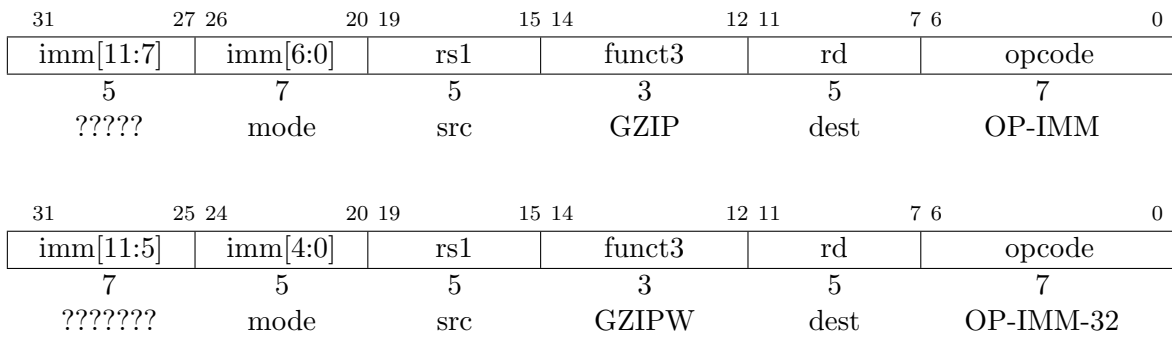 31 27 26 20 19 15 14 12 11 7 6 0
imm[11:7] imm[6:0] rs1 funct3 rd opcode
5 7 5 3 5 7
????? mode src GZIP dest OP-IMM
31 25 24 20 19 15 14 12 11 7 6 0
imm[11:5] imm[4:0] rs1 funct3 rd opcode
7 5 5 3 5 7
??????? mode src GZIPW dest OP-IMM-32